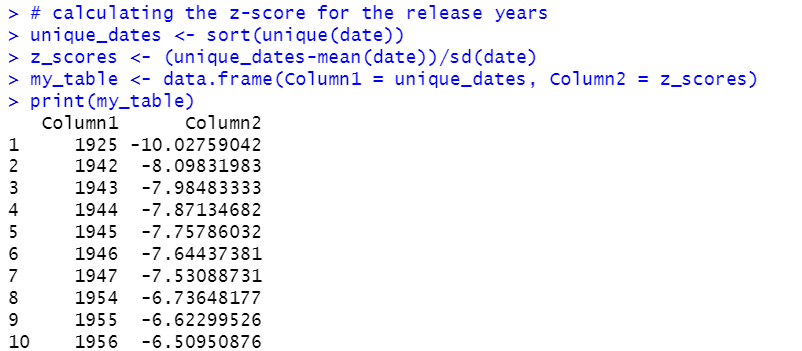 > # calculating the z-score for the release years
> unique_dates <- sort(unique(date))
> z_scores <- (unique_dates-mean(date))/sd(date)
> my_table <- data.frame(Column1 = unique_dates, Column2 = z_scores)
> print(my_table)
   Column1      Column2
1     1925 -10.02759042
2     1942  -8.09831983
3     1943  -7.98483333
4     1944  -7.87134682
5     1945  -7.75786032
6     1946  -7.64437381
7     1947  -7.53088731
8     1954  -6.73648177
9     1955  -6.62299526
10    1956  -6.50950876